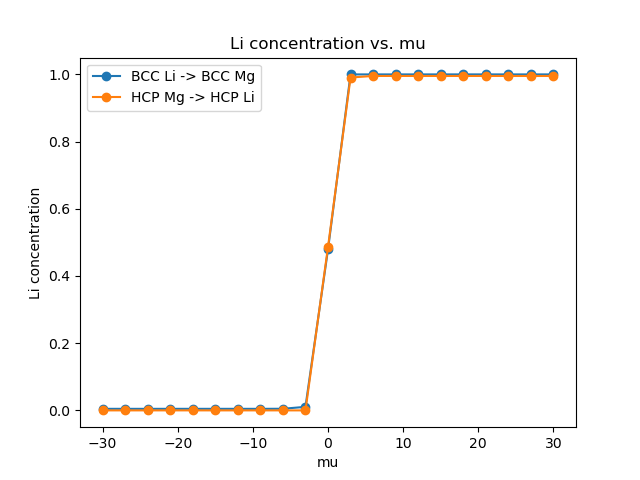 Li concentration vs. mu
BCC Li -> BCC Mg
HCP Mg -> HCP Li
Li concentration
1.0
0.8
0.6
0.4
0.2
0.0
−30
−20
−10
0
10
20
30
mu